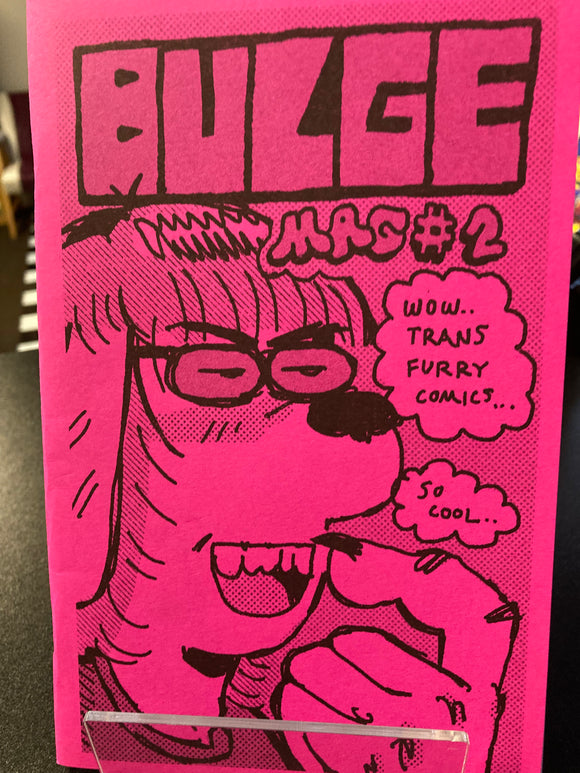 BULGE
MAG #2
WOW..
TRANS
FURRY
COMICS...
SO
COOL..